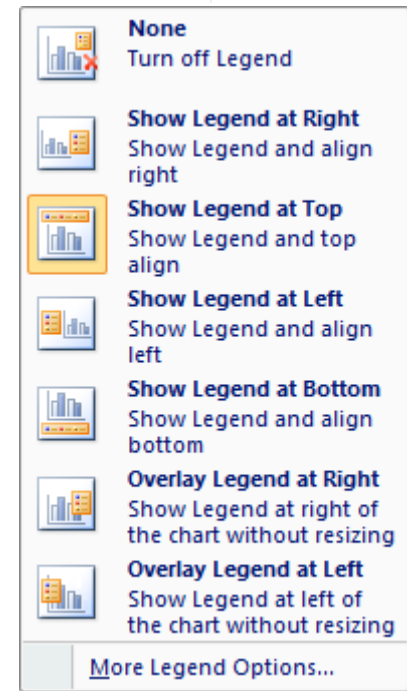 None
Turn off Legend
Show Legend at Right
Show Legend and align
right
Show Legend at Top
Show Legend and top
align
Show Legend at Left
Show Legend and align
left
Show Legend at Bottom
Show Legend and align
bottom
Overlay Legend at Right
Show Legend at right of
the chart without resizing
Overlay Legend at Left
Show Legend at left of
the chart without resizing
More Legend Options...